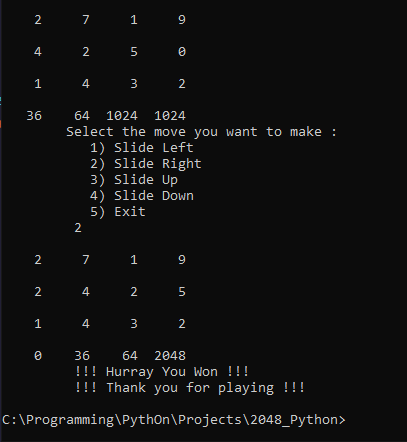 2 7 1 9
4 2 5 0
1 4 3 2
36 64 1024 1024
Select the move you want to make :
1) Slide Left
2) Slide Right
3) Slide Up
4) Slide Down
5) Exit
2
2 7 1 9
2 4 2 5
1 4 3 2
0 36 64 2048
!!! Hurray You Won !!!
!!! Thank you for playing !!!
C:\Programming\PythOn\Projects\2048_Python>